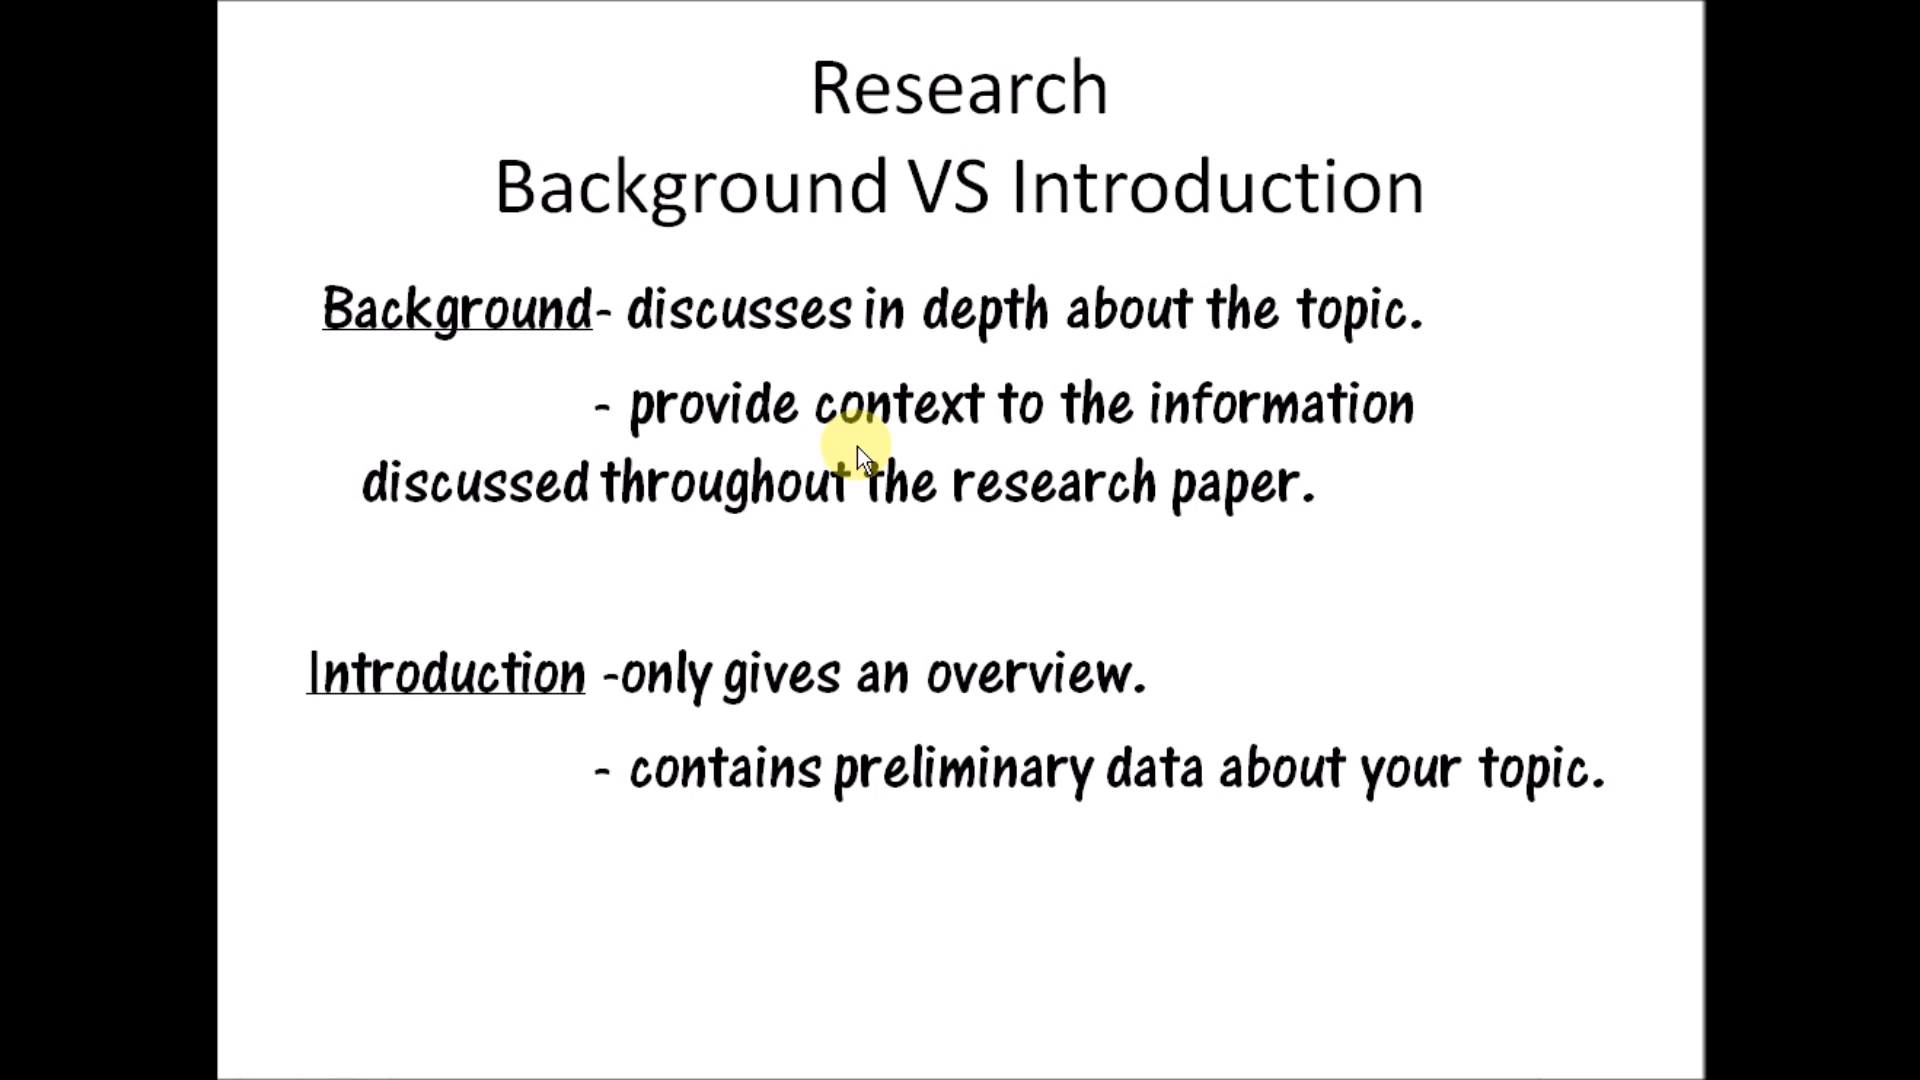 Research
Background VS Introduction
Background- discusses in depth about the topic.
- provide context to the information
discussed throughout the research paper.
Introduction -only gives an overview.
- contains preliminary data about your topic.